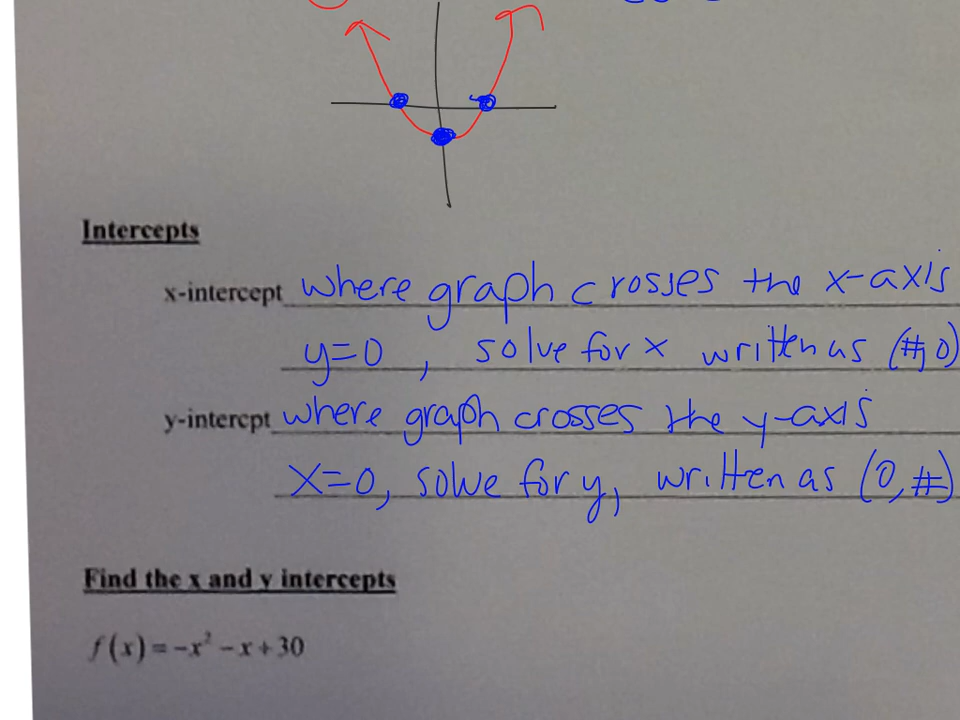 Intercepts
x-intercept where graph crosses the x-axis
y=0, solve for x written as (#,0)
y-intercpt where graph crosses the y-axis
x=0, solve for y, written as (0,#)
Find the x and y intercepts
f(x) = -x² - x + 30